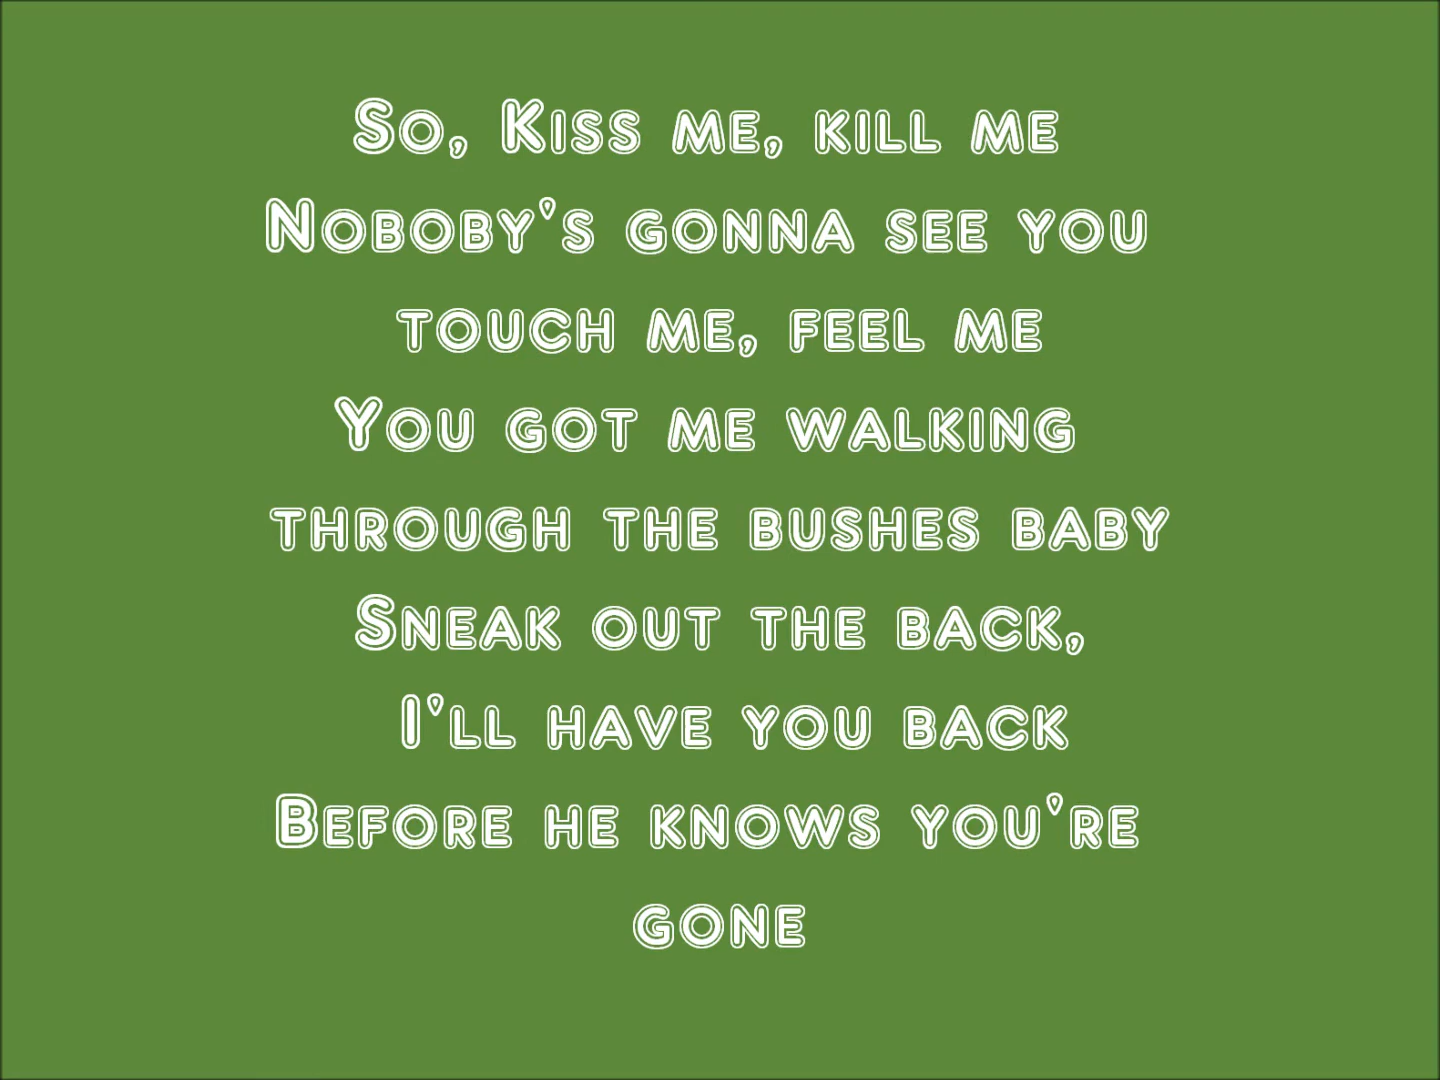 So, Kiss me, kill me
Noboby's gonna see you
touch me, feel me
You got me walking
through the bushes baby
Sneak out the back,
I'll have you back
Before he knows you're
gone